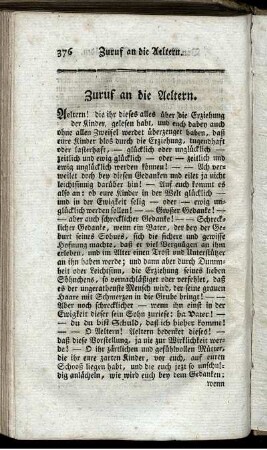 376 Zuruf an die Aeltern.
Zuruf an die Aeltern.
Aeltern! die ihr dieses alles über die Erziehung
der Kinder, gelesen habt, und euch dabey auch
ohne allen Zweifel werdet überzeuget haben, daß
eure Kinder blos durch die Erziehung, tugendhaft
oder lasterhaft, — glücklich oder unglücklich —
zeitlich und ewig glücklich — oder — zeitlich und
ewig unglücklich werden können! — Ach ver-
weilet doch bey diesen Gedanken und eilet ja nicht
leichtsinnig darüber hin! — Auf euch kommt es
also an: ob eure Kinder in der Welt glücklich —
und in der Ewigkeit selig — oder — ewig un-
glücklich werden sollen! — Großer Gedanke! —
— aber auch schrecklicher Gedanke! — Schreck-
licher Gedanke, wenn ein Vater, der bey der Ge-
burt seines Sohns, sich die sichere und gewisse
Hofnung machte, daß er viel Vergnügen an ihm
erleben, und im Alter einen Trost und Unterstützer
an ihn haben werde; und dann aber durch Dumm-
heit oder Leichtsinn, die Erziehung seines lieben
Söhnchens, so vernachläßiget oder verfehlet, daß
es der ungerathenste Mensch wird, der seine grauen
Haare mit Schmerzen in die Grube bringt! —
Aber noch schrecklicher — wenn ihn einst in der
Ewigkeit dieser sein Sohn zuriefe: ha Vater! —
— Du bist Schuld, daß ich hieher komme!
— O Aeltern! Aeltern bedenket dieses!
daß diese Vorstellung, ja nie zur Wirklichkeit wer-
de! — O ihr zärtlichen und gefühlvollen Mütter,
die ihr eure zarten Kinder, vor euch, auf euren
Schooß liegen habt, und die euch jetzt so unschul-
dig anlächeln, wie wird euch bey dem Gedanken:
wenn